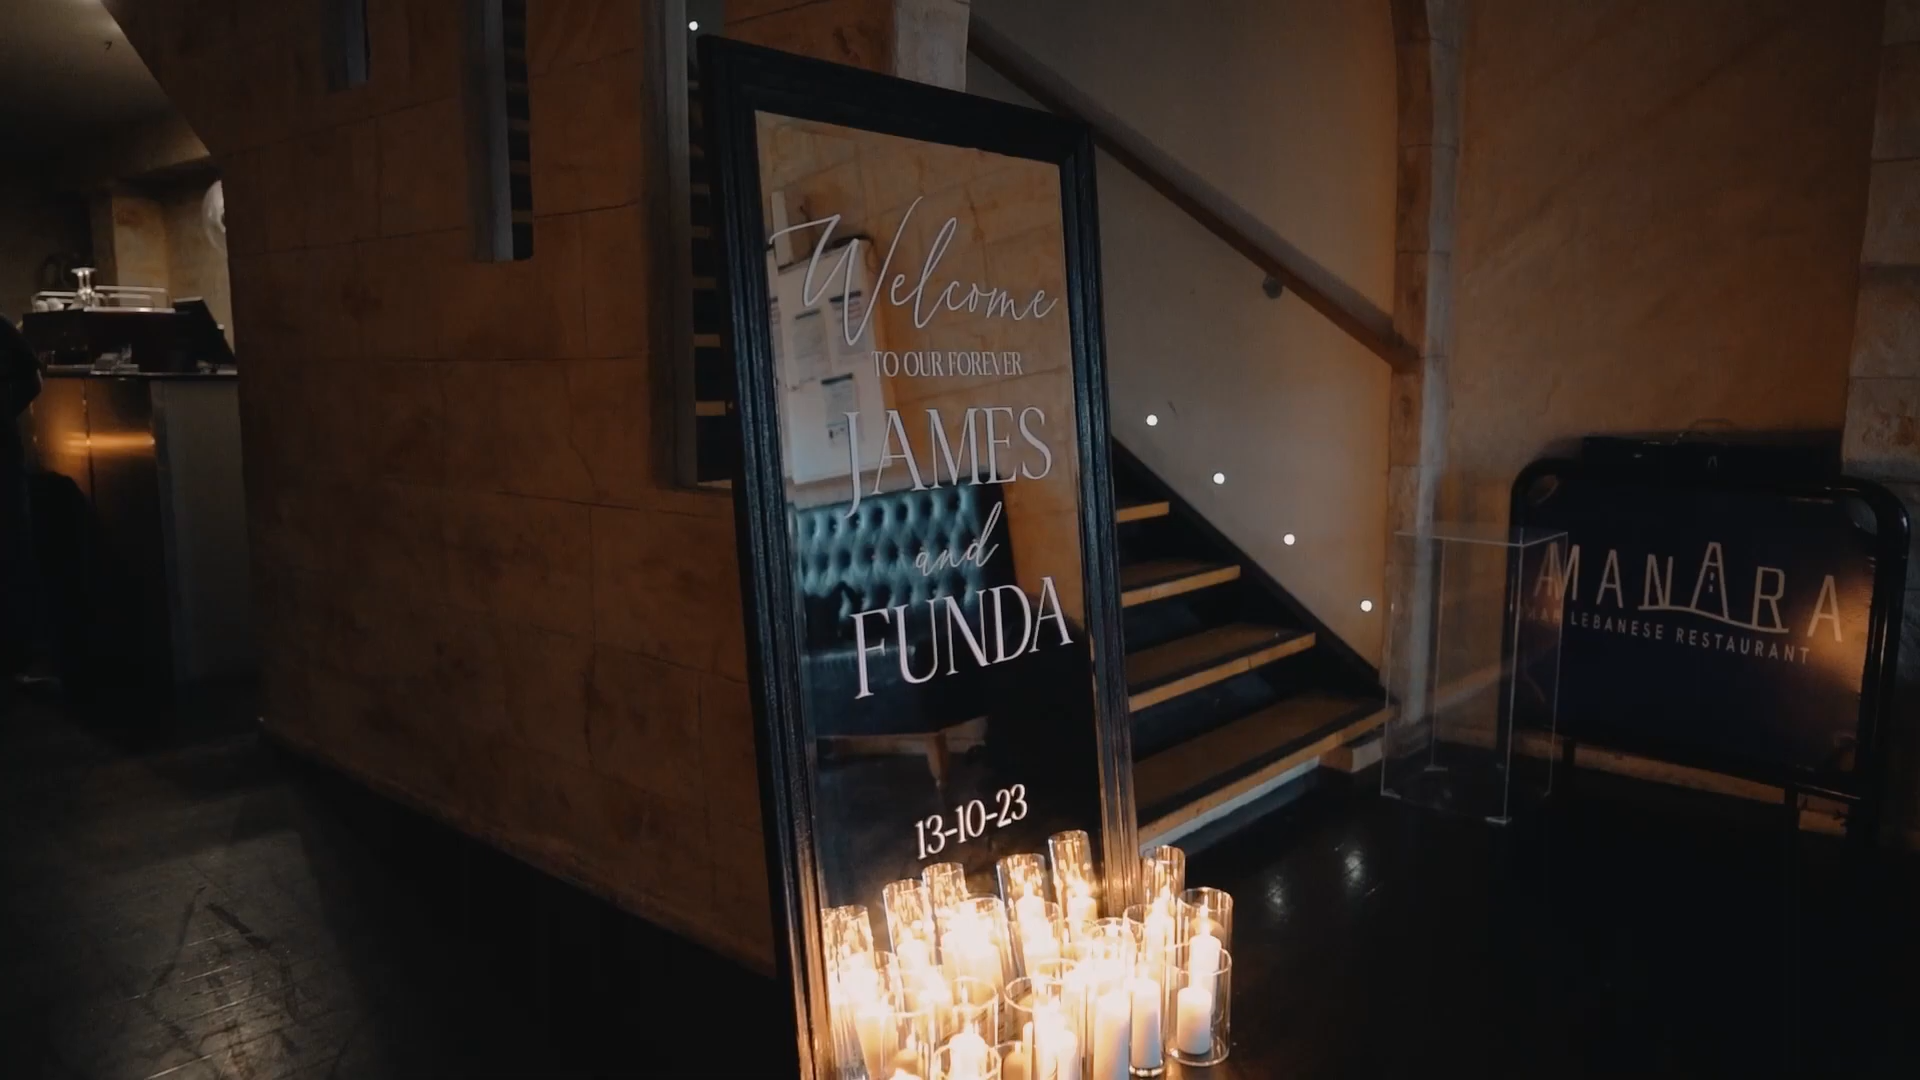 Welcome
TO OUR FOREVER
JAMES
and
FUNDA
13-10-23
MANARA
LEBANESE RESTAURANT